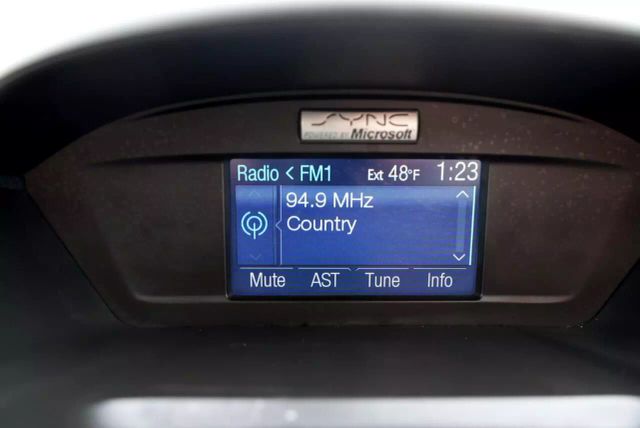 SYNC
POWERED BY Microsoft
Radio < FM1 Ext 48°F 1:23
94.9 MHz
Country
Mute AST Tune Info